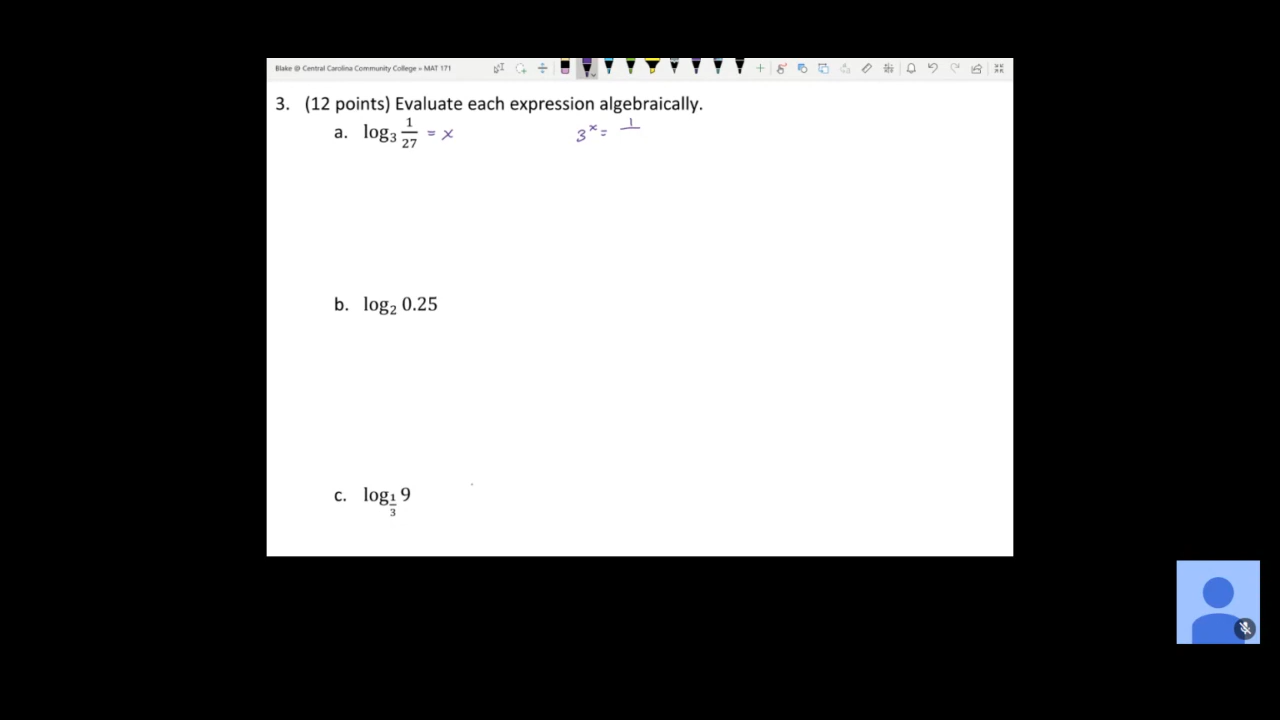 Blake @ Central Carolina Community College » MAT 171
3. (12 points) Evaluate each expression algebraically.
a. log₃ 1/27 = x 3ˣ = 1/
b. log₂ 0.25
c. log₁/₃ 9